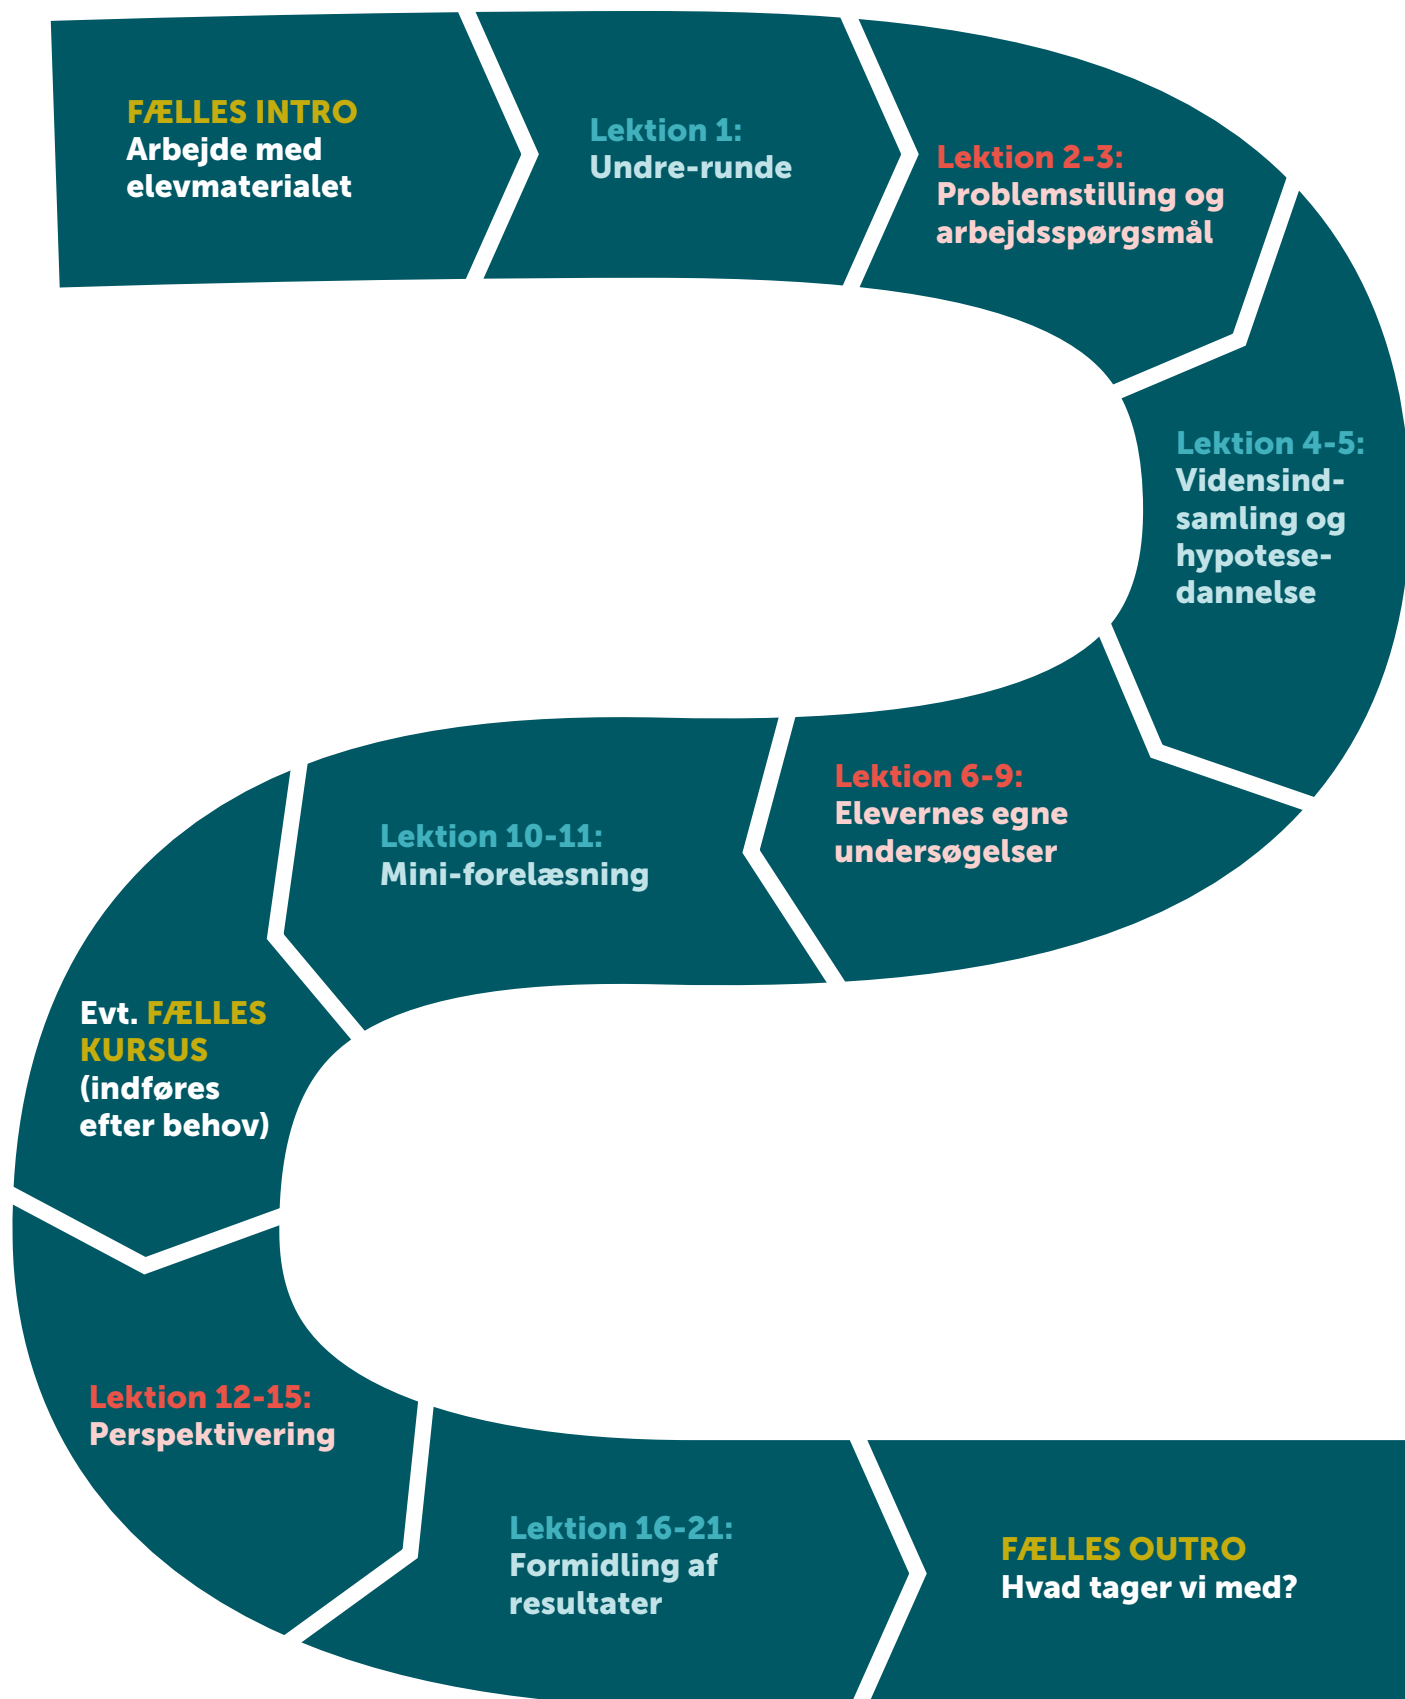 FÆLLES INTRO
Arbejde med
elevmaterialet
Lektion 1:
Undre-runde
Lektion 2-3:
Problemstilling og
arbejdsspørgsmål
Lektion 4-5:
Vidensind-
samling og
hypotese-
dannelse
Lektion 6-9:
Elevernes egne
undersøgelser
Lektion 10-11:
Mini-forelæsning
Evt. FÆLLES
KURSUS
(indføres
efter behov)
Lektion 12-15:
Perspektivering
Lektion 16-21:
Formidling af
resultater
FÆLLES OUTRO
Hvad tager vi med?